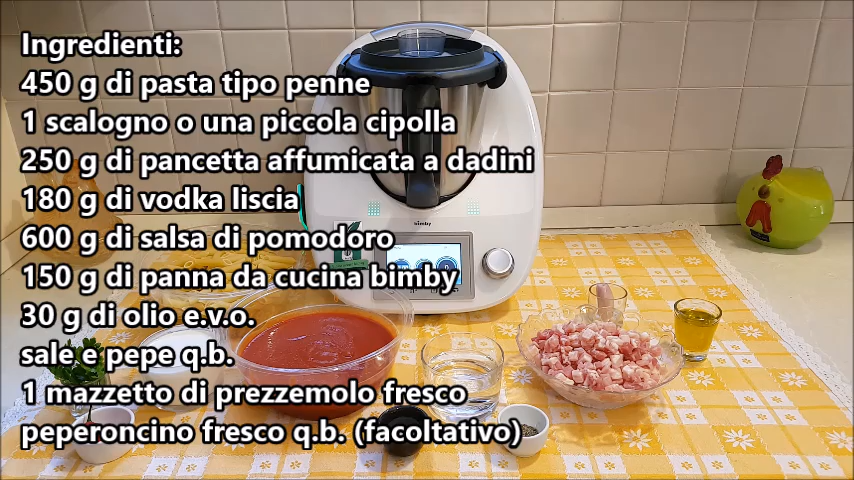 Ingredienti:
450 g di pasta tipo penne
1 scalogno o una piccola cipolla
250 g di pancetta affumicata a dadini
180 g di vodka liscia
600 g di salsa di pomodoro
150 g di panna da cucina bimby
30 g di olio e.v.o.
sale e pepe q.b.
1 mazzetto di prezzemolo fresco
peperoncino fresco q.b. (facoltativo)
bimby